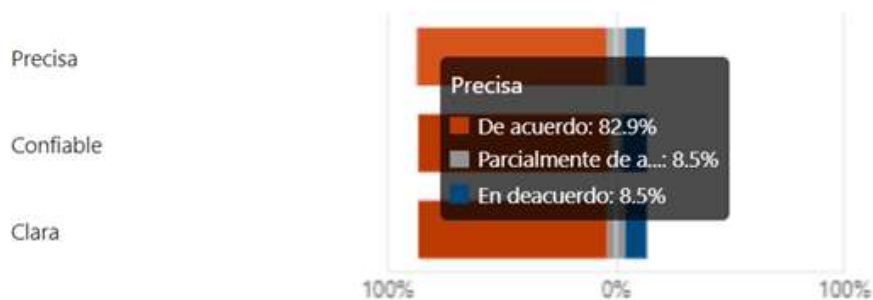 Precisa
Precisa
De acuerdo: 82.9%
Parcialmente de a...: 8.5%
Confiable
En deacuerdo: 8.5%
Clara
100% 0% 100%